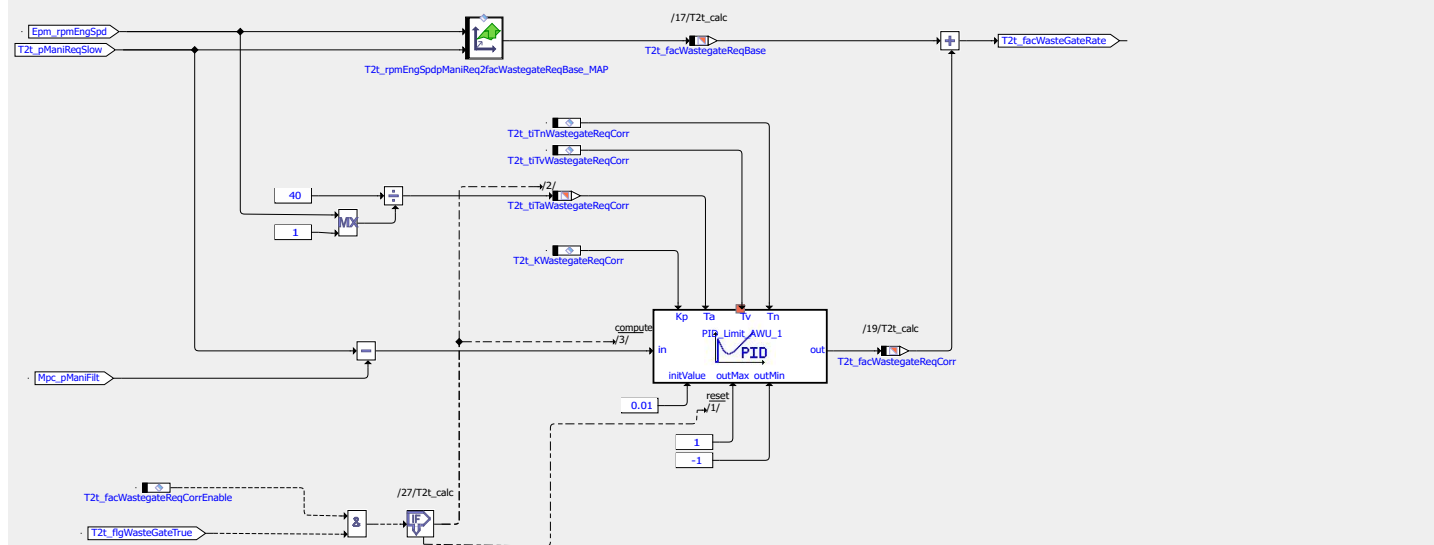 /17/T2t_calc
Epm_rpmEngSpd
T2t_facWasteGateRate
T2t_pManiReqSlow
T2t_facWastegateReqBase
T2t_rpmEngSpdpManiReq2facWastegateReqBase_MAP
T2t_tiTnWastegateReqCorr
T2t_tiTvWastegateReqCorr
/2/
40
T2t_tiTaWastegateReqCorr
MX
1
T2t_KWastegateReqCorr
Kp Ta Tv Tn
compute
/3/
PID_Limit_AWU_1
/19/T2t_calc
in
PID
out
T2t_facWastegateReqCorr
Mpc_pManiFilt
initValue outMax outMin
reset
/1/
0.01
1
-1
T2t_facWastegateReqCorrEnable
/27/T2t_calc
&
IF
T2t_flgWasteGateTrue